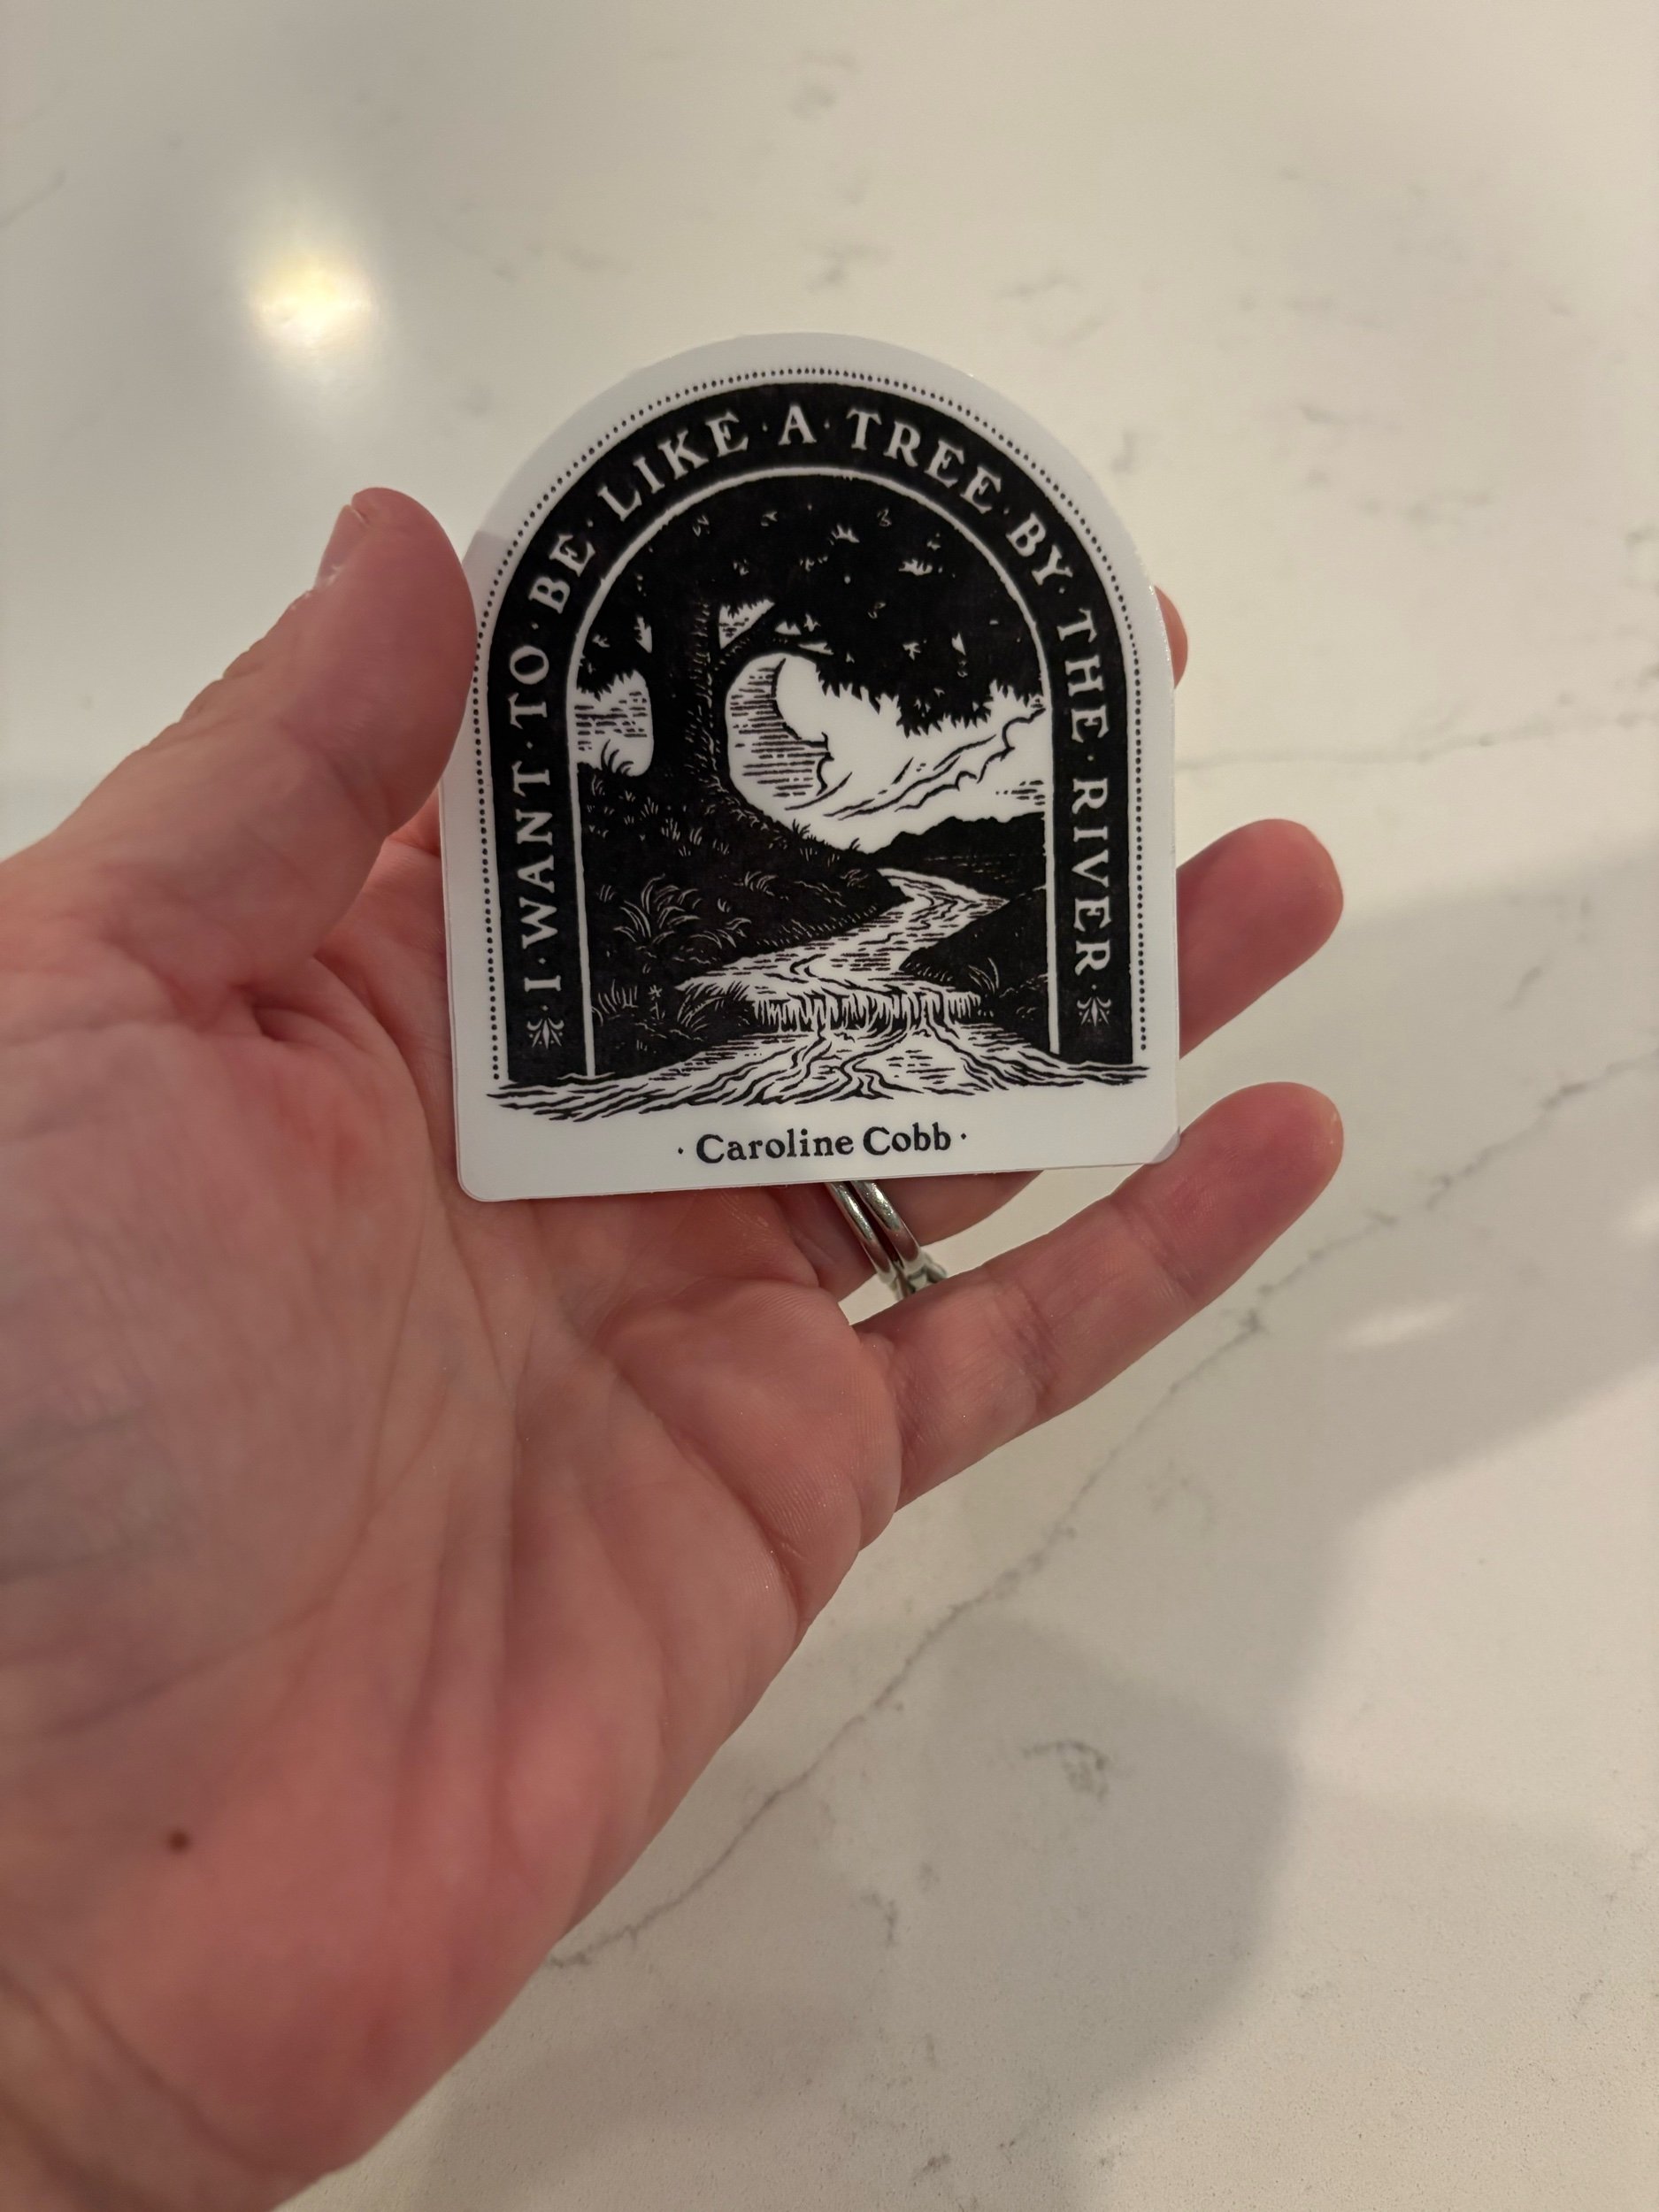 I · WANT · TO · BE · LIKE · A · TREE · BY · THE · RIVER
· Caroline Cobb ·